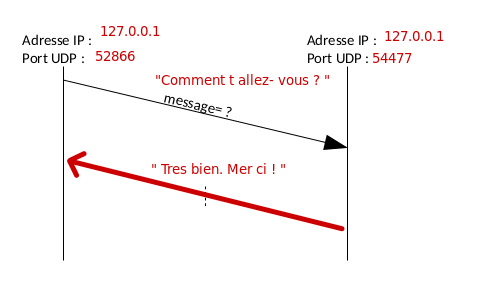 Adresse IP : 127.0.0.1
Port UDP : 52866
Adresse IP : 127.0.0.1
Port UDP : 54477
"Comment t allez- vous ? "
message= ?
" Tres bien. Mer ci ! "